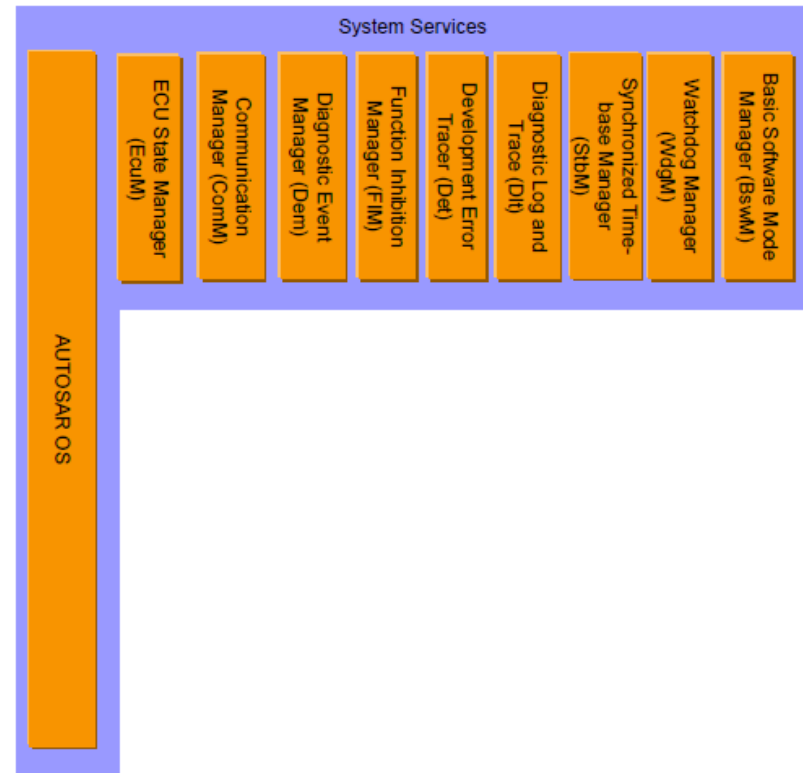 System Services
AUTOSAR OS
ECU State Manager
(EcuM)
Communication
Manager (ComM)
Diagnostic Event
Manager (Dem)
Function Inhibition
Manager (FIM)
Development Error
Tracer (Det)
Diagnostic Log and
Trace (Dlt)
Synchronized Time-
base Manager
(StbM)
Watchdog Manager
(WdgM)
Basic Software Mode
Manager (BswM)